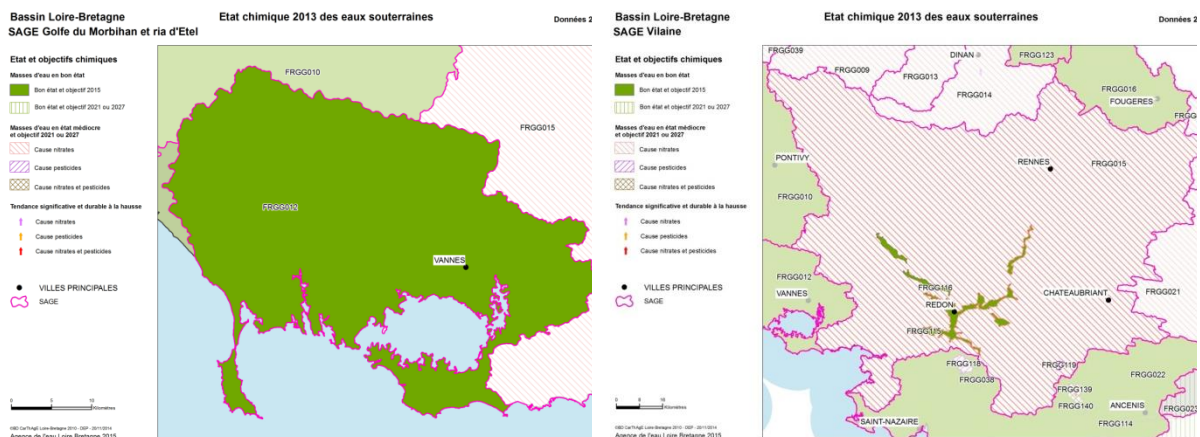 Bassin Loire-Bretagne
SAGE Golfe du Morbihan et ria d'Etel
Etat chimique 2013 des eaux souterraines
Données 2
Etat et objectifs chimiques
Masses d'eau en bon état
Bon état et objectif 2015
Bon état et objectif 2021 ou 2027
Masses d'eau en état médiocre
et objectif 2021 ou 2027
Cause nitrates
Cause pesticides
Cause nitrates et pesticides
Tendance significative et durable à la hausse
Cause nitrates
Cause pesticides
Cause nitrates et pesticides
VILLES PRINCIPALES
SAGE
0 5 10
Kilomètres
Agence de l'eau Loire Bretagne 2015
FRGG010
FRGG015
FRGG012
VANNES
Bassin Loire-Bretagne
SAGE Vilaine
Etat chimique 2013 des eaux souterraines
Données 2
Etat et objectifs chimiques
Masses d'eau en bon état
Bon état et objectif 2015
Bon état et objectif 2021 ou 2027
Masses d'eau en état médiocre
et objectif 2021 ou 2027
Cause nitrates
Cause pesticides
Cause nitrates et pesticides
Tendance significative et durable à la hausse
Cause nitrates
Cause pesticides
Cause nitrates et pesticides
VILLES PRINCIPALES
SAGE
Agence de l'eau Loire Bretagne 2015
FRGG039
DINAN
FRGG123
FRGG009
FRGG013
FRGG014
FRGG016
FOUGERES
PONTIVY
RENNES
FRGG015
FRGG010
FRGG012
VANNES
FRGG116
REDON
CHATEAUBRIANT
FRGG021
FRGG115
FRGG118
FRGG038
FRGG119
FRGG022
FRGG139
FRGG140
ANCENIS
FRGG023
FRGG114
SAINT-NAZAIRE